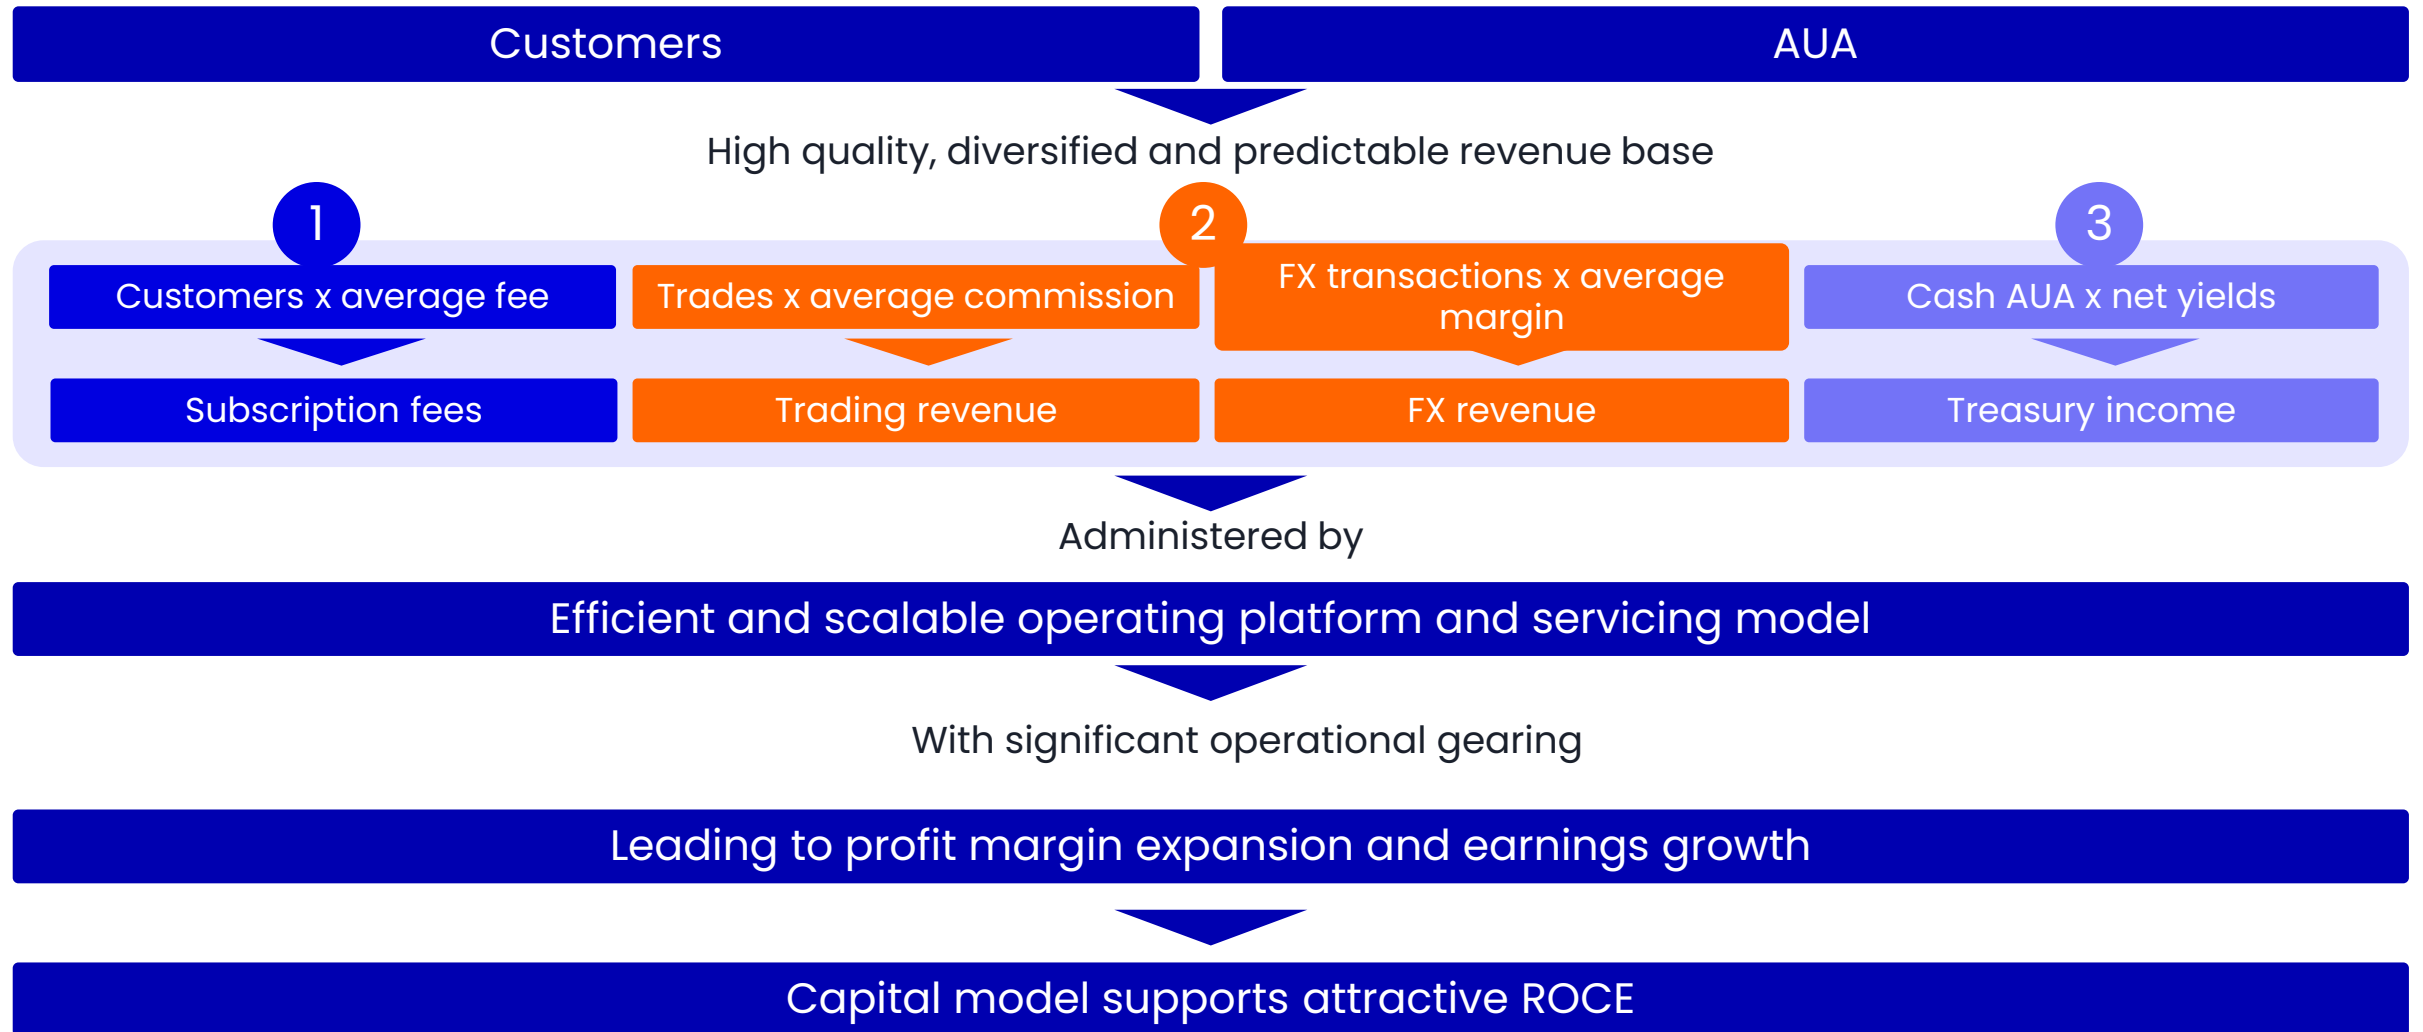 Customers
AUA
High quality, diversified and predictable revenue base
1
2
3
Customers x average fee
Trades x average commission
FX transactions x average
margin
Cash AUA x net yields
Subscription fees
Trading revenue
FX revenue
Treasury income
Administered by
Efficient and scalable operating platform and servicing model
With significant operational gearing
Leading to profit margin expansion and earnings growth
Capital model supports attractive ROCE